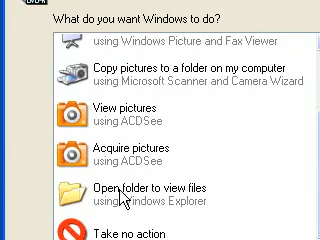 What do you want Windows to do?
using Windows Picture and Fax Viewer
Copy pictures to a folder on my computer
using Microsoft Scanner and Camera Wizard
View pictures
using ACDSee
Acquire pictures
using ACDSee
Open folder to view files
using Windows Explorer
Take no action